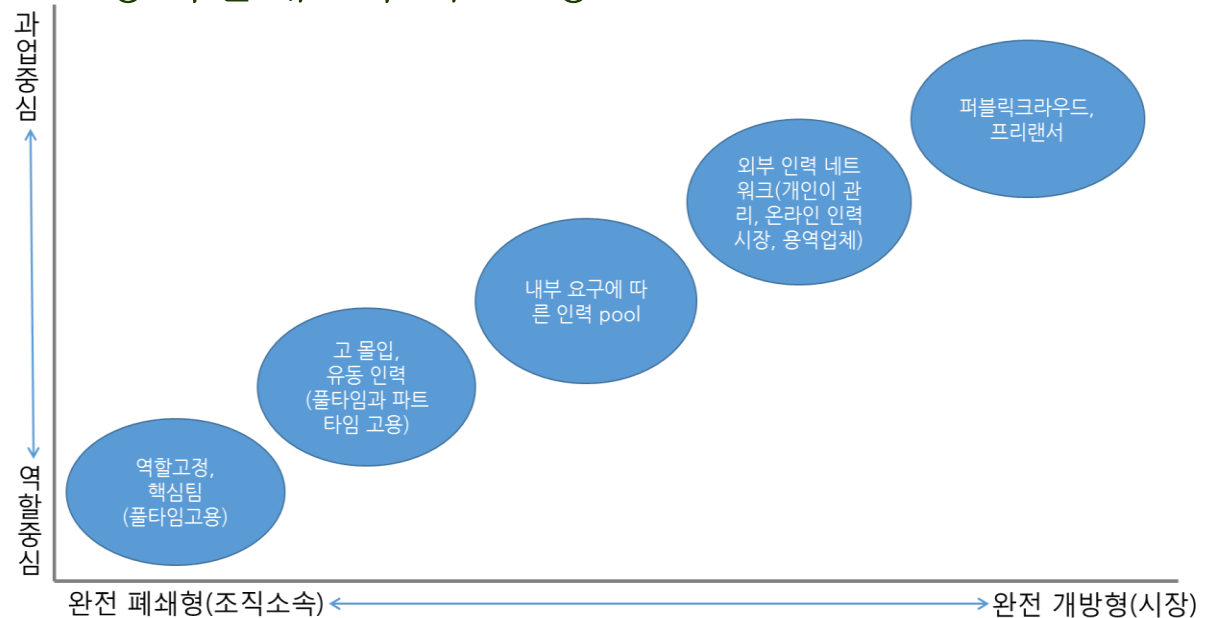 과업중심
퍼블릭크라우드,
프리랜서
외부 인력 네트
워크(개인이 관
리, 온라인 인력
시장, 용역업체)
내부 요구에 따
른 인력 pool
고 몰입,
유동 인력
(풀타임과 파트
타임 고용)
역할고정,
핵심팀
(풀타임고용)
역할중심
완전 폐쇄형(조직소속)
완전 개방형(시장)